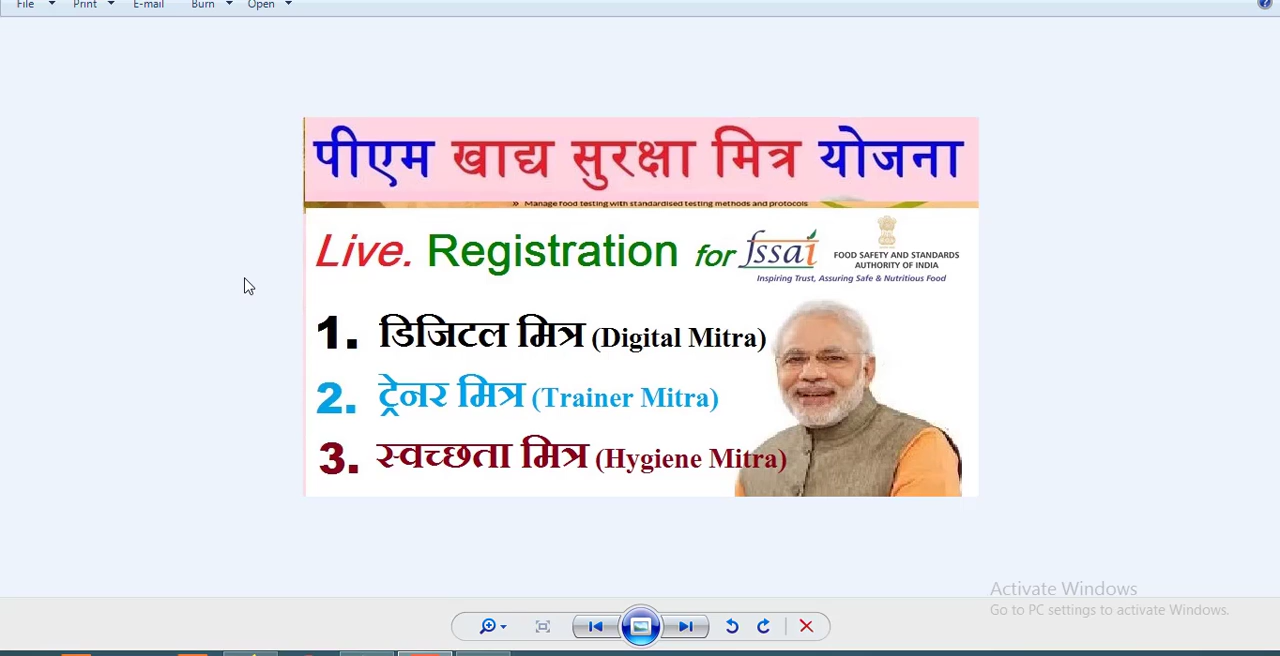 File Print E-mail Burn Open
पीएम खाद्य सुरक्षा मित्र योजना
» Manage food testing with standardised testing methods and protocols
Live. Registration for fssai
FOOD SAFETY AND STANDARDS
AUTHORITY OF INDIA
Inspiring Trust, Assuring Safe & Nutritious Food
1. डिजिटल मित्र (Digital Mitra)
2. ट्रेनर मित्र (Trainer Mitra)
3. स्वच्छता मित्र (Hygiene Mitra)
Activate Windows
Go to PC settings to activate Windows.